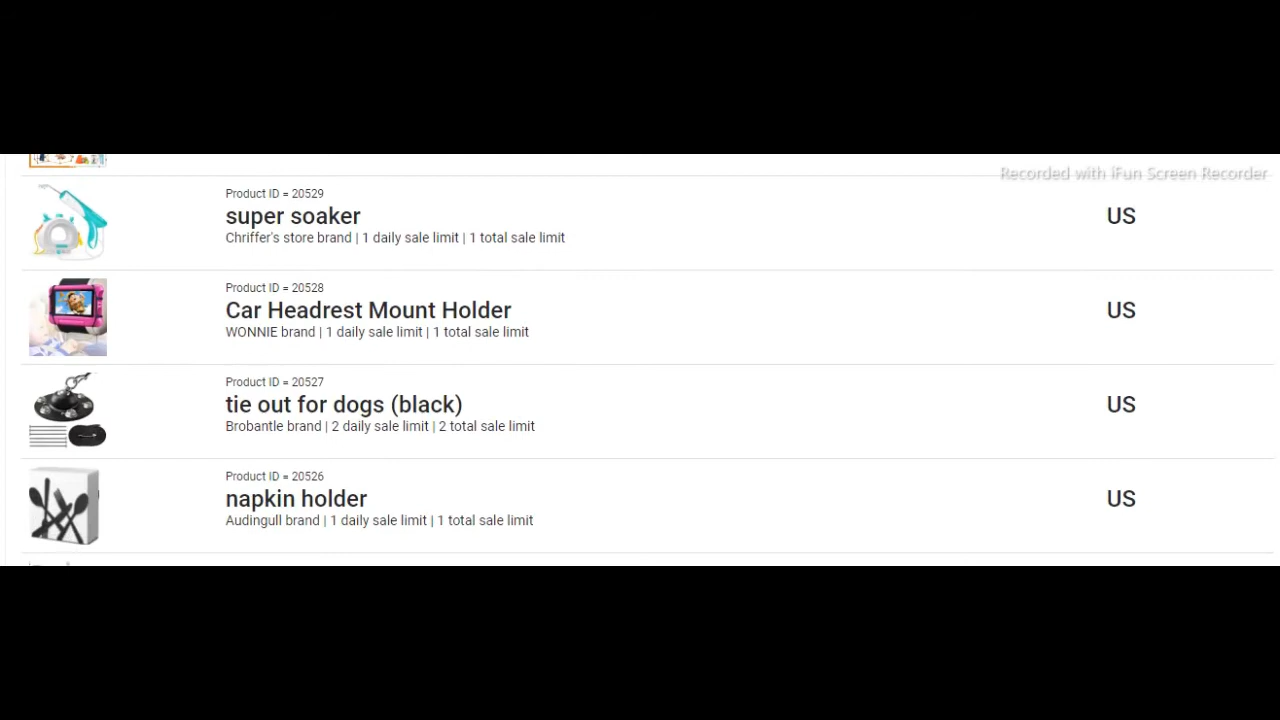 Recorded with iFun Screen Recorder
Product ID = 20529
super soaker
Chriffer's store brand | 1 daily sale limit | 1 total sale limit
US
Product ID = 20528
Car Headrest Mount Holder
WONNIE brand | 1 daily sale limit | 1 total sale limit
US
Product ID = 20527
tie out for dogs (black)
Brobantle brand | 2 daily sale limit | 2 total sale limit
US
Product ID = 20526
napkin holder
Audingull brand | 1 daily sale limit | 1 total sale limit
US